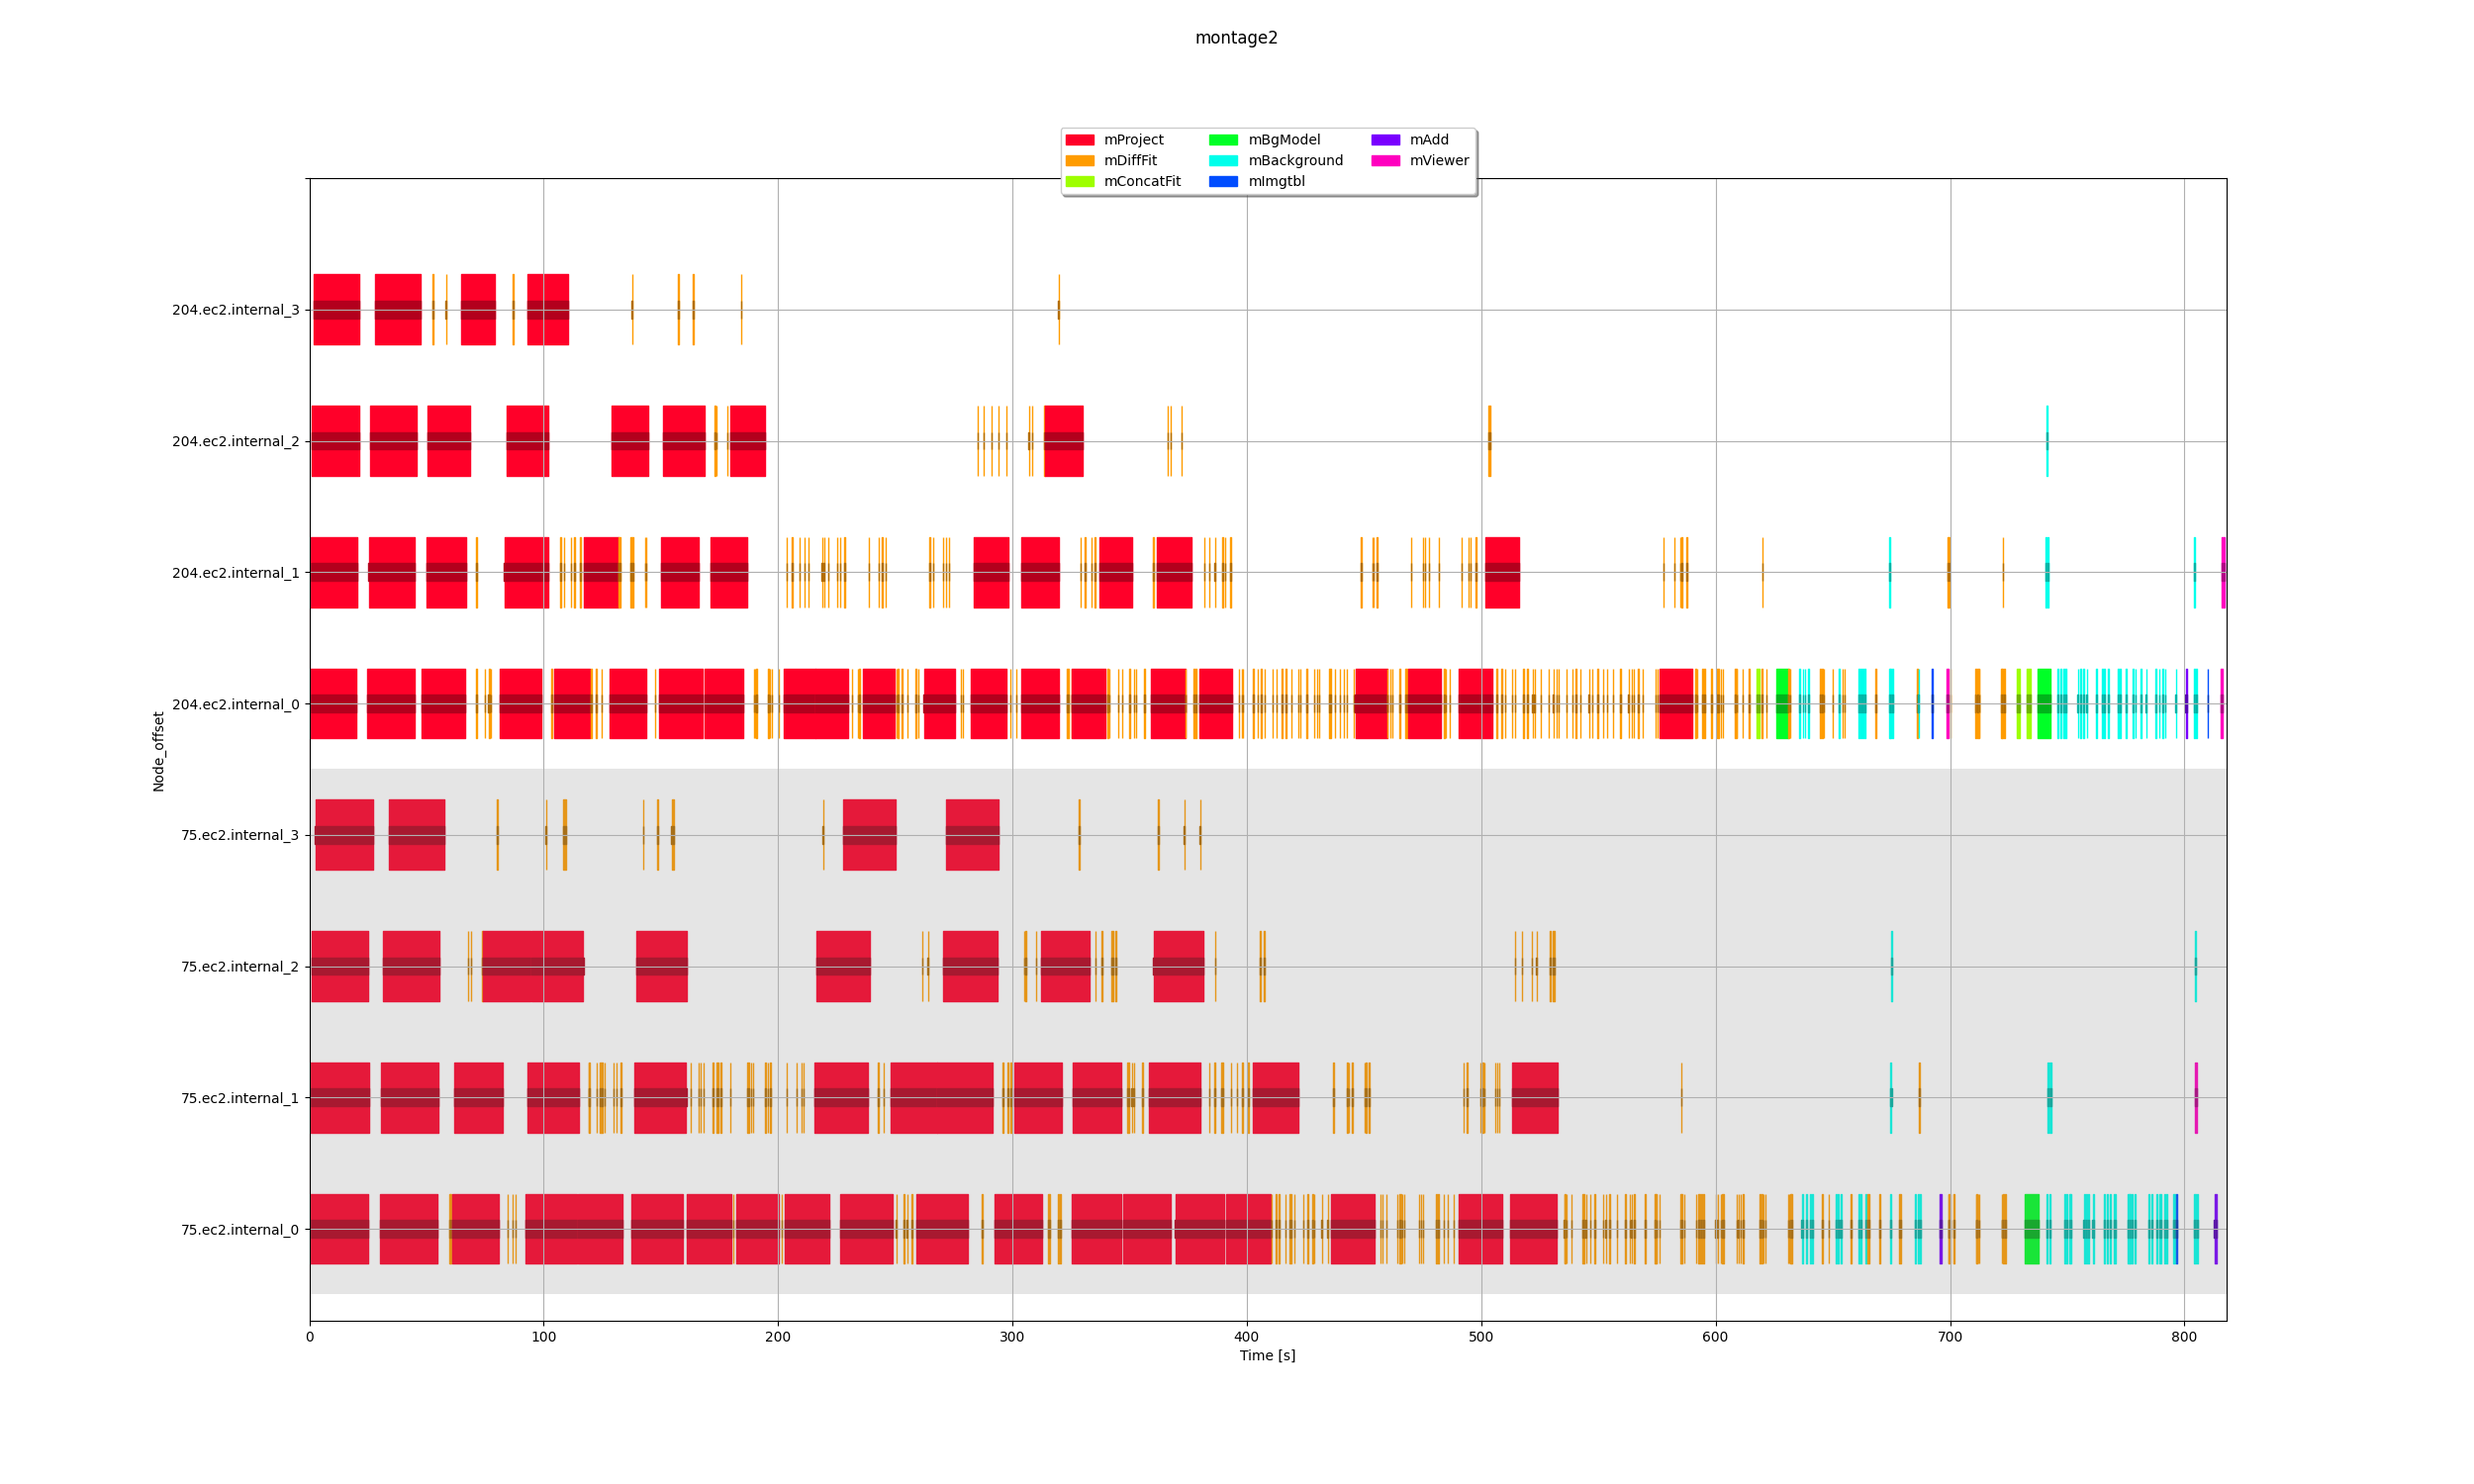 montage2
mProject mBgModel mAdd
mDiffFit mBackground mViewer
mConcatFit mImgtbl
204.ec2.internal_3
204.ec2.internal_2
204.ec2.internal_1
204.ec2.internal_0
Node_offset
75.ec2.internal_3
75.ec2.internal_2
75.ec2.internal_1
75.ec2.internal_0
0 100 200 300 400 500 600 700 800
Time [s]